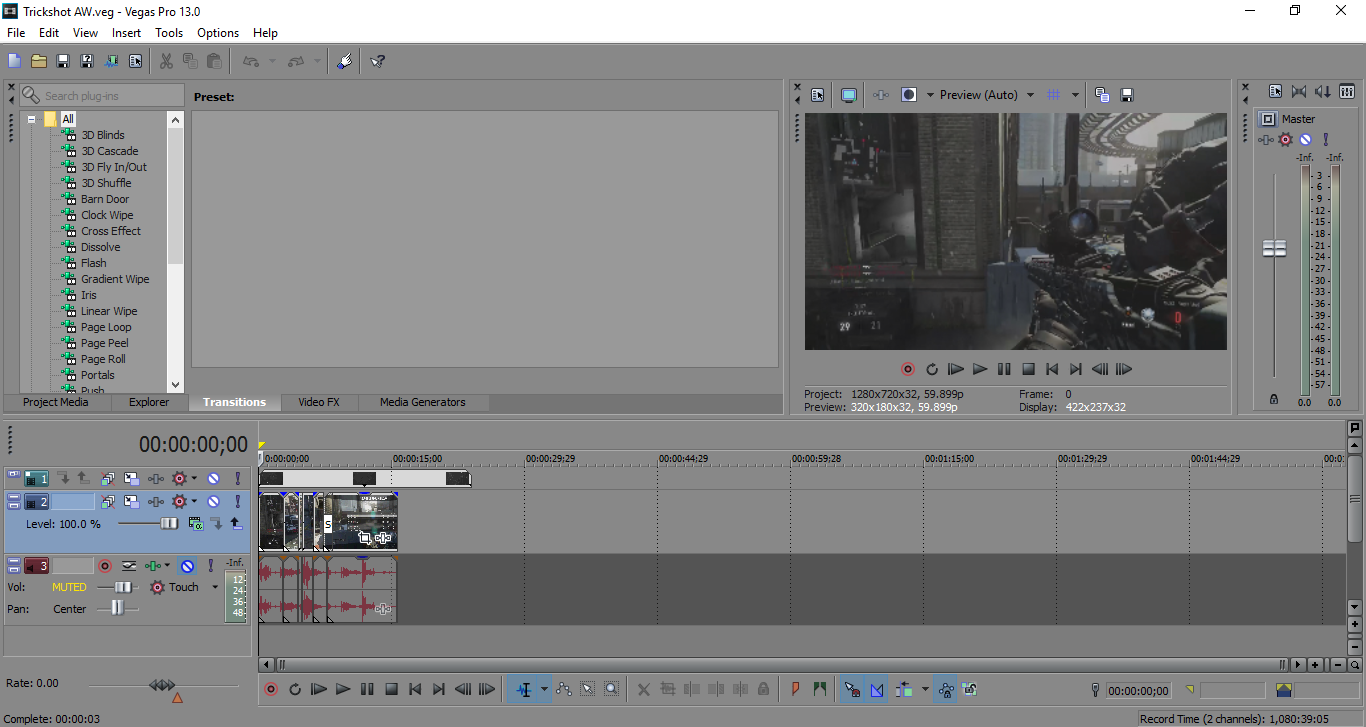 Trickshot AW.veg - Vegas Pro 13.0
File Edit View Insert Tools Options Help
Search plug-ins
Preset:
All
3D Blinds
3D Cascade
3D Fly In/Out
3D Shuffle
Barn Door
Clock Wipe
Cross Effect
Dissolve
Flash
Gradient Wipe
Iris
Linear Wipe
Page Loop
Page Peel
Page Roll
Portals
Push
Project Media Explorer Transitions Video FX Media Generators
Preview (Auto)
29 21
Project: 1280x720x32, 59.899p Frame: 0
Preview: 320x180x32, 59.899p Display: 422x237x32
Master
-Inf. -Inf.
- 3 -
- 6 -
- 9 -
-12-
-15-
-18-
-21-
-24-
-27-
-30-
-33-
-36-
-39-
-42-
-45-
-48-
-51-
-54-
-57-
0.0 0.0
00:00:00;00
0:00:00;00 00:00:15;00 00:00:29;29 00:00:44;29 00:00:59;28 00:01:15;00 00:01:29;29 00:01:44;29 00:0
1
2
Level: 100.0 %
S
3
-Inf.
Vol: MUTED Touch
Pan: Center
12
24
36
48-
Rate: 0.00
00:00:00;00
Complete: 00:00:03
Record Time (2 channels): 1,080:39:05